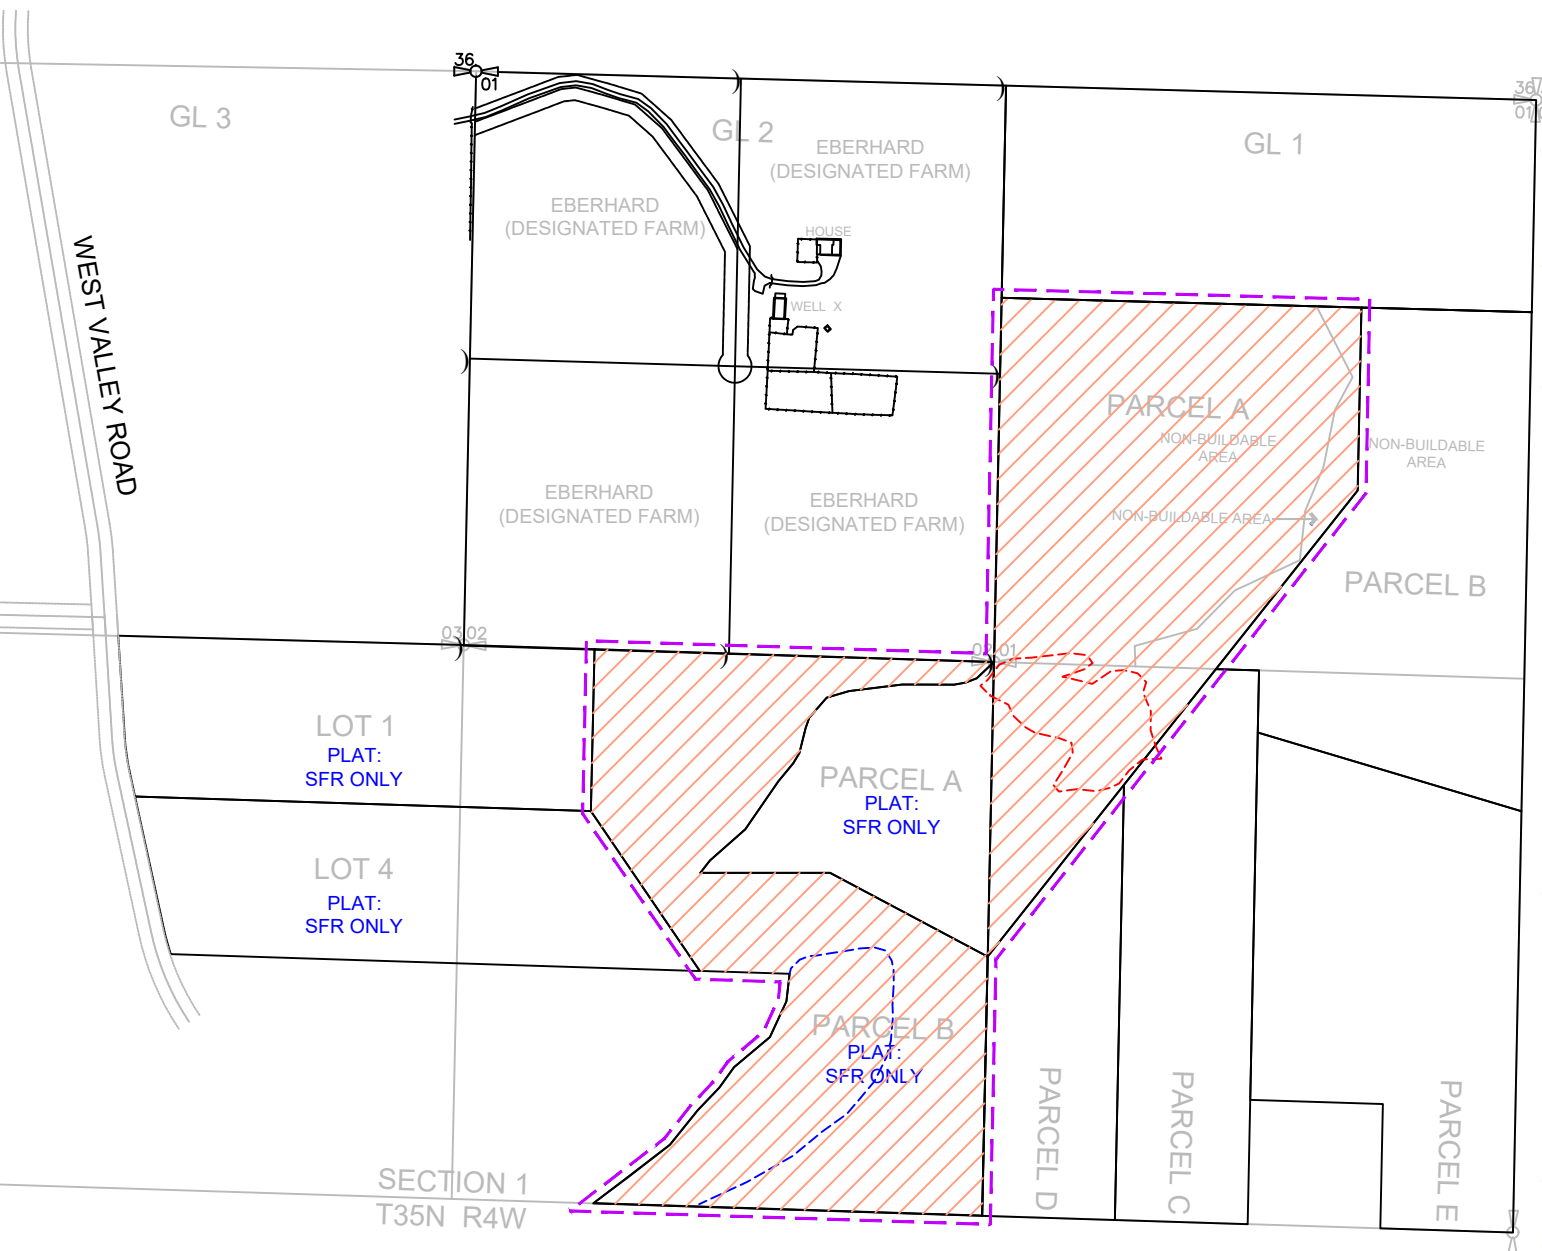 36
01
36
01
GL 3
GL 2
GL 1
EBERHARD
(DESIGNATED FARM)
EBERHARD
(DESIGNATED FARM)
HOUSE
WELL X
WEST VALLEY ROAD
PARCEL A
NON-BUILDABLE
AREA
NON-BUILDABLE
AREA
NON-BUILDABLE AREA
EBERHARD
(DESIGNATED FARM)
EBERHARD
(DESIGNATED FARM)
PARCEL B
03 02
02 01
LOT 1
PLAT:
SFR ONLY
PARCEL A
PLAT:
SFR ONLY
LOT 4
PLAT:
SFR ONLY
PARCEL B
PLAT:
SFR ONLY
PARCEL D
PARCEL C
PARCEL E
SECTION 1
T35N R4W